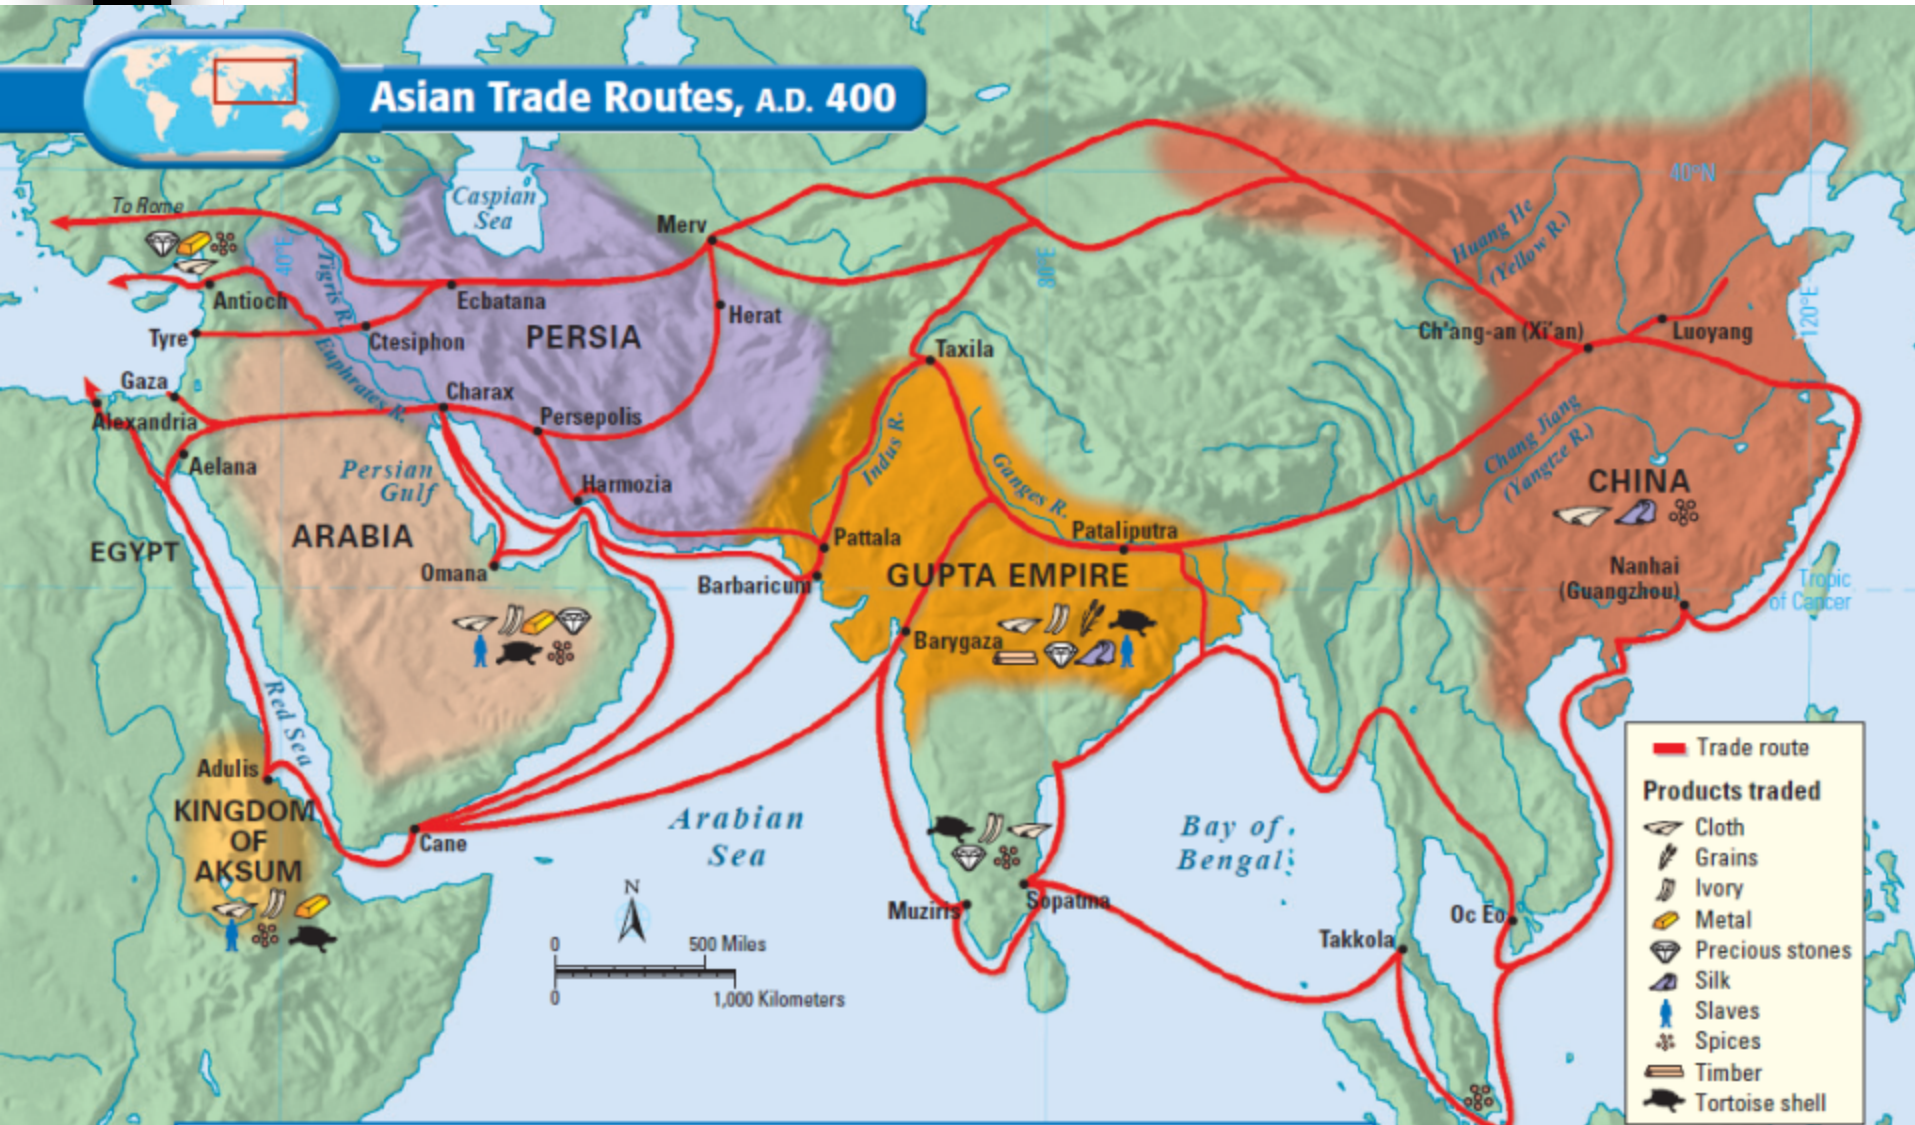 Asian Trade Routes, A.D. 400
40°N
To Rome
Caspian
Sea
Merv
Huang He
(Yellow R.)
40°E
Tigris R.
80°E
120°E
Antioch
Ecbatana
Herat
PERSIA
Tyre
Ctesiphon
Ch'ang-an (Xi'an)
Luoyang
Euphrates R.
Taxila
Gaza
Charax
Alexandria
Persepolis
Indus R.
Chang Jiang
(Yangtze R.)
Aelana
Persian
Gulf
Harmozia
Ganges R.
CHINA
ARABIA
EGYPT
Pattala
Pataliputra
Omana
Barbaricum
GUPTA EMPIRE
Nanhai
(Guangzhou)
Tropic
of Cancer
Barygaza
Red Sea
Adulis
KINGDOM
OF
AKSUM
Cane
Arabian
Sea
Bay of
Bengal
Muziris
Sopatma
Oc Eo
Takkola
N
0
500 Miles
0
1,000 Kilometers
Trade route
Products traded
Cloth
Grains
Ivory
Metal
Precious stones
Silk
Slaves
Spices
Timber
Tortoise shell